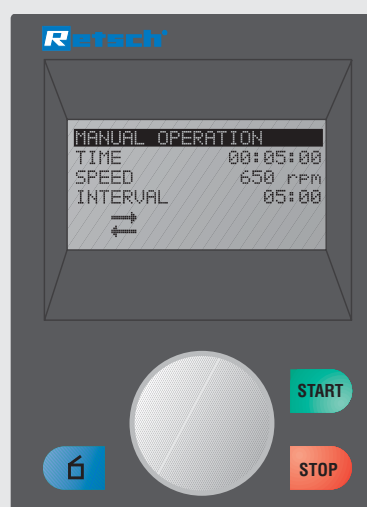 Retsch®
MANUAL OPERATION
TIME 00:05:00
SPEED 650 rpm
INTERVAL 05:00
START
STOP